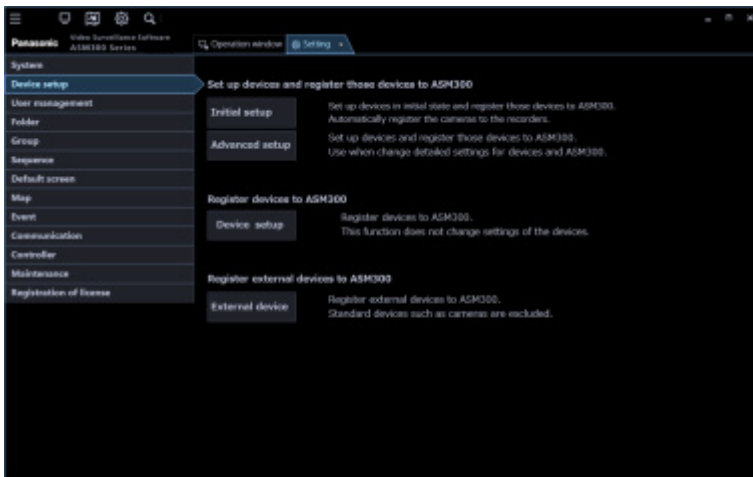 Panasonic
Video Surveillance Software
ASM300 Series
Operation window
Setting
System
Device setup
User management
Folder
Group
Sequence
Default screen
Map
Event
Communication
Controller
Maintenance
Registration of license
Set up devices and register those devices to ASM300
Initial setup
Set up devices in initial state and register those devices to ASM300.
Automatically register the cameras to the recorders.
Advanced setup
Set up devices and register those devices to ASM300.
Use when change detailed settings for devices and ASM300.
Register devices to ASM300
Device setup
Register devices to ASM300.
This function does not change settings of the devices.
Register external devices to ASM300
External device
Register external devices to ASM300.
Standard devices such as cameras are excluded.